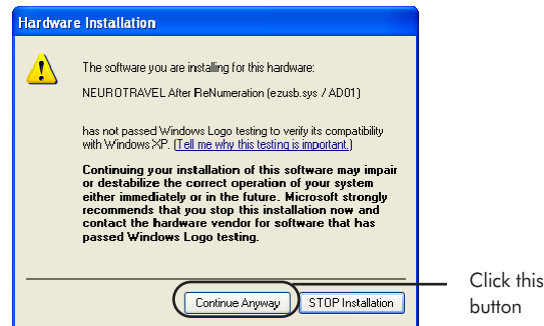 Hardware Installation
The software you are installing for this hardware:
NEUROTRAVEL After ReNumeration (ezusb.sys / AD01)
has not passed Windows Logo testing to verify its compatibility
with Windows XP. (Tell me why this testing is important.)
Continuing your installation of this software may impair
or destabilize the correct operation of your system
either immediately or in the future. Microsoft strongly
recommends that you stop this installation now and
contact the hardware vendor for software that has
passed Windows Logo testing.
Continue Anyway
STOP Installation
Click this
button